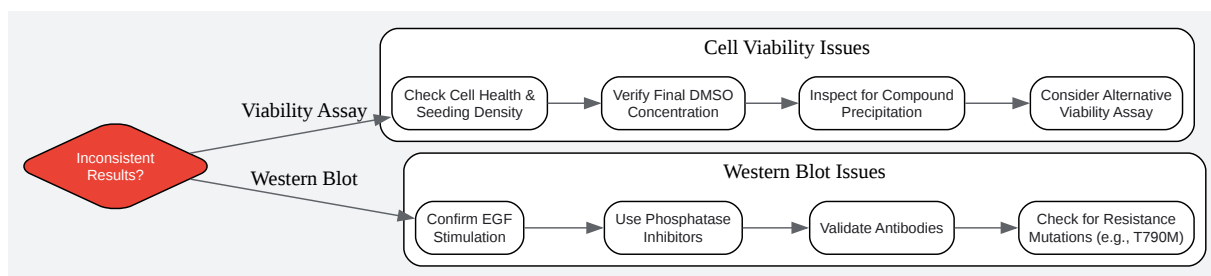 Cell Viability Issues
Check Cell Health &
Seeding Density
Verify Final DMSO
Concentration
Inspect for Compound
Precipitation
Consider Alternative
Viability Assay
Viability Assay
Inconsistent
Results?
Western Blot
Western Blot Issues
Confirm EGF
Stimulation
Use Phosphatase
Inhibitors
Validate Antibodies
Check for Resistance
Mutations (e.g., T790M)